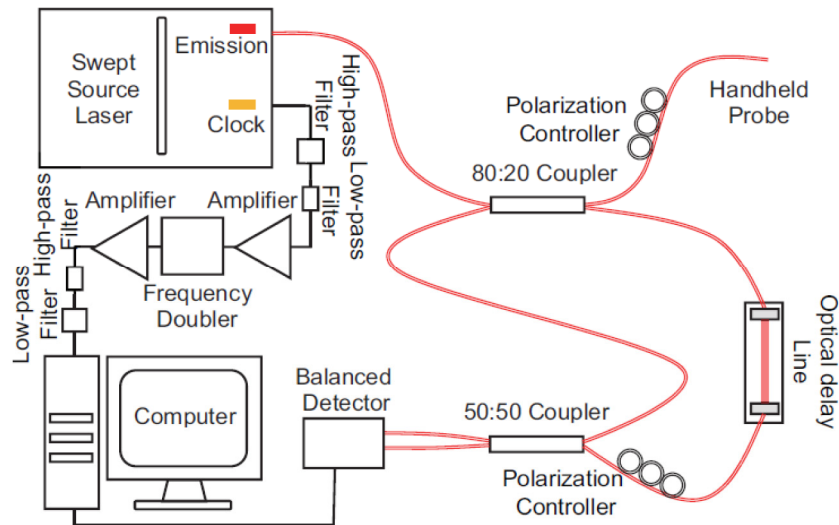 Emission
Swept
Source
Laser
Clock
High-pass
Filter
Low-pass
Filter
Amplifier
Amplifier
Frequency
Doubler
High-pass
Filter
Low-pass
Filter
Computer
Balanced
Detector
Polarization
Controller
Handheld
Probe
80:20 Coupler
Optical delay
Line
50:50 Coupler
Polarization
Controller